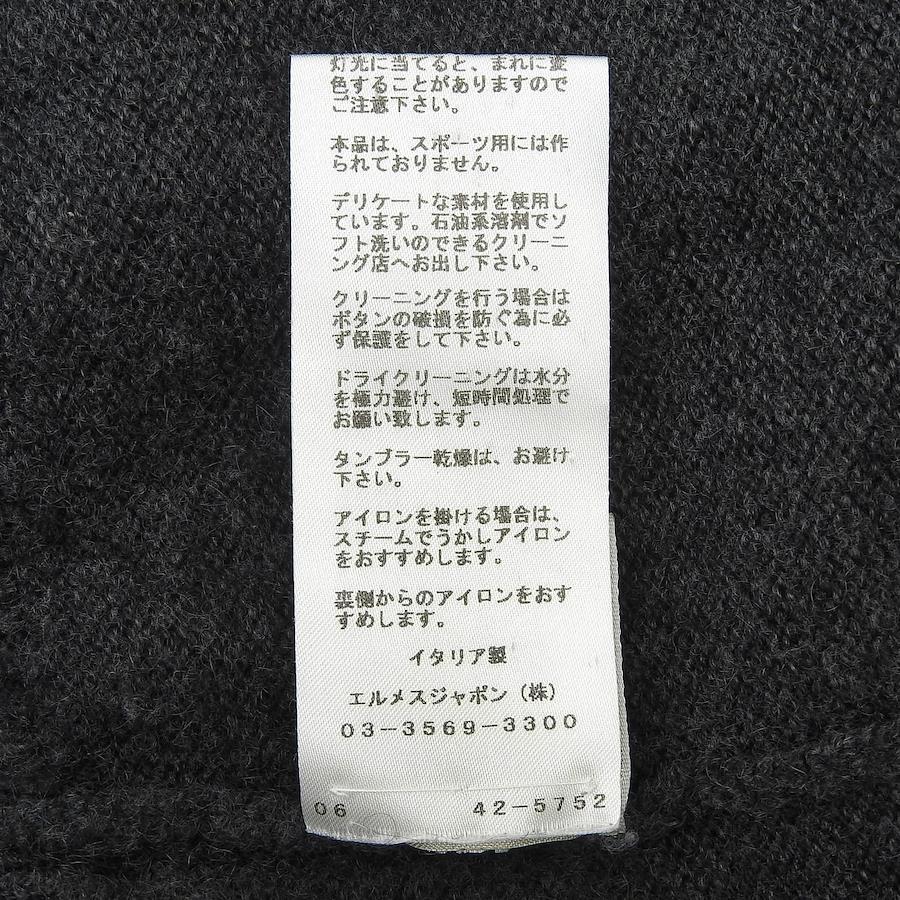 灯光に当てると、まれに変
色することがありますので
ご注意下さい。
本品は、スポーツ用には作
られておりません。
デリケートな素材を使用し
ています。石油系溶剤でソ
フト洗いのできるクリーニ
ング店へお出し下さい。
クリーニングを行う場合は
ボタンの破損を防ぐ為に必
ず保護をして下さい。
ドライクリーニングは水分
を極力避け、短時間処理で
お願い致します。
タンブラー乾燥は、お避け
下さい。
アイロンを掛ける場合は、
スチームでうかしアイロン
をおすすめします。
裏側からのアイロンをおす
すめします。
イタリア製
エルメスジャポン（株）
03-3569-3300
06 42-5752